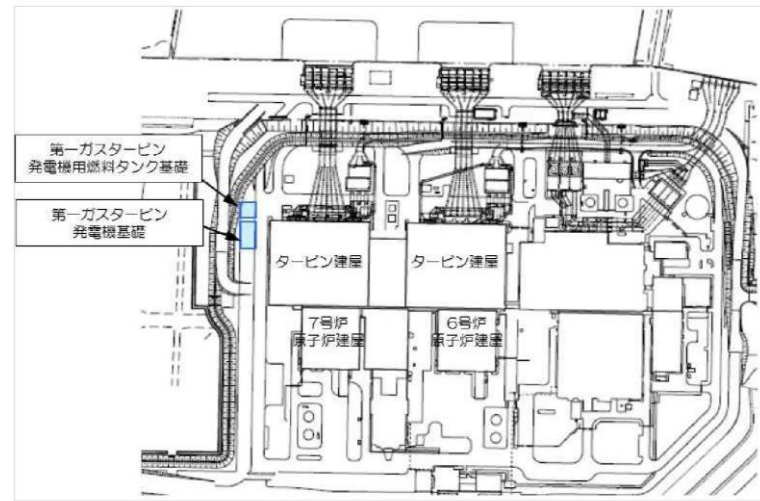 第一ガスタービン
発電機用燃料タンク基礎
第一ガスタービン
発電機基礎
タービン建屋
タービン建屋
7号炉
原子炉建屋
6号炉
原子炉建屋